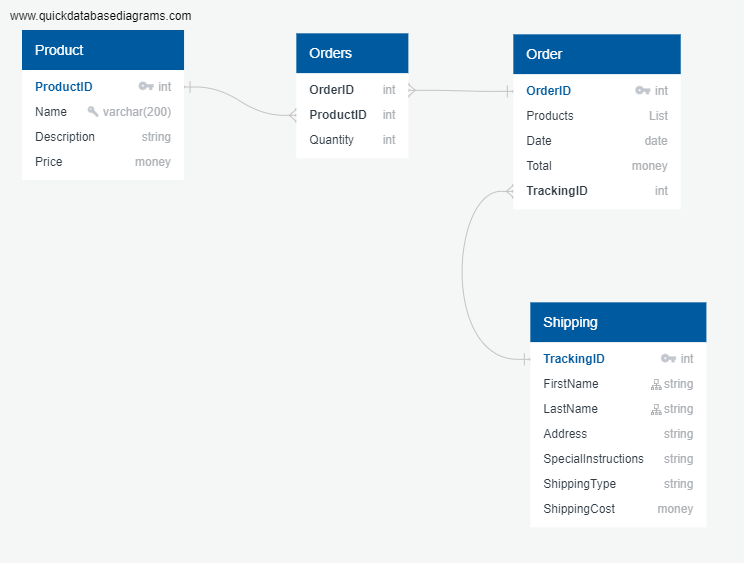 www.quickdatabasediagrams.com
Product
ProductID int
Name varchar(200)
Description string
Price money
Orders
OrderID int
ProductID int
Quantity int
Order
OrderID int
Products List
Date date
Total money
TrackingID int
Shipping
TrackingID int
FirstName string
LastName string
Address string
SpecialInstructions string
ShippingType string
ShippingCost money